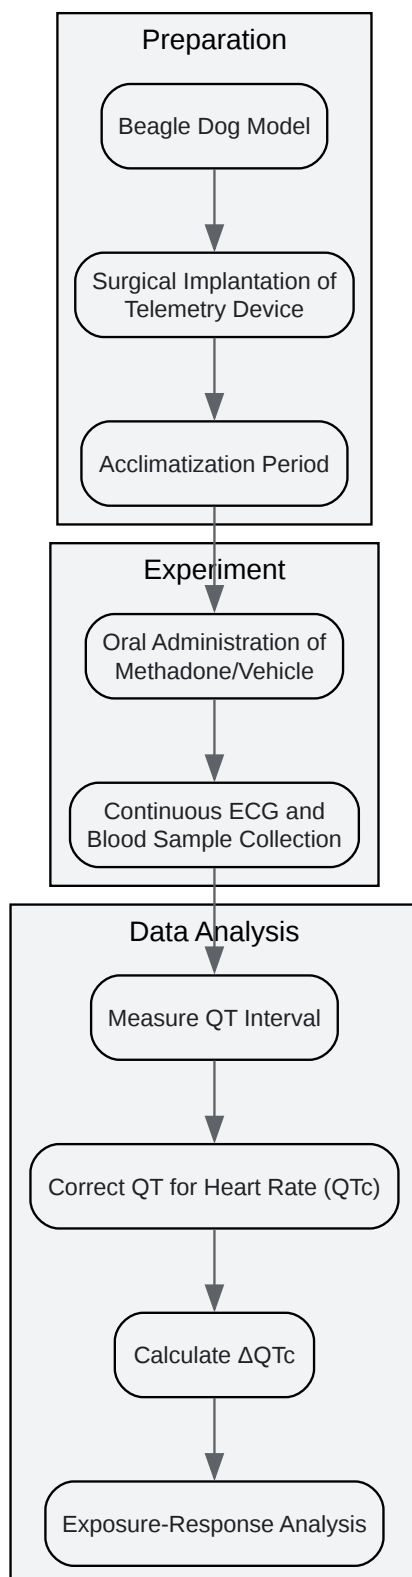 Preparation
Beagle Dog Model
Surgical Implantation of
Telemetry Device
Acclimatization Period
Experiment
Oral Administration of
Methadone/Vehicle
Continuous ECG and
Blood Sample Collection
Data Analysis
Measure QT Interval
Correct QT for Heart Rate (QTc)
Calculate ΔQTc
Exposure-Response Analysis